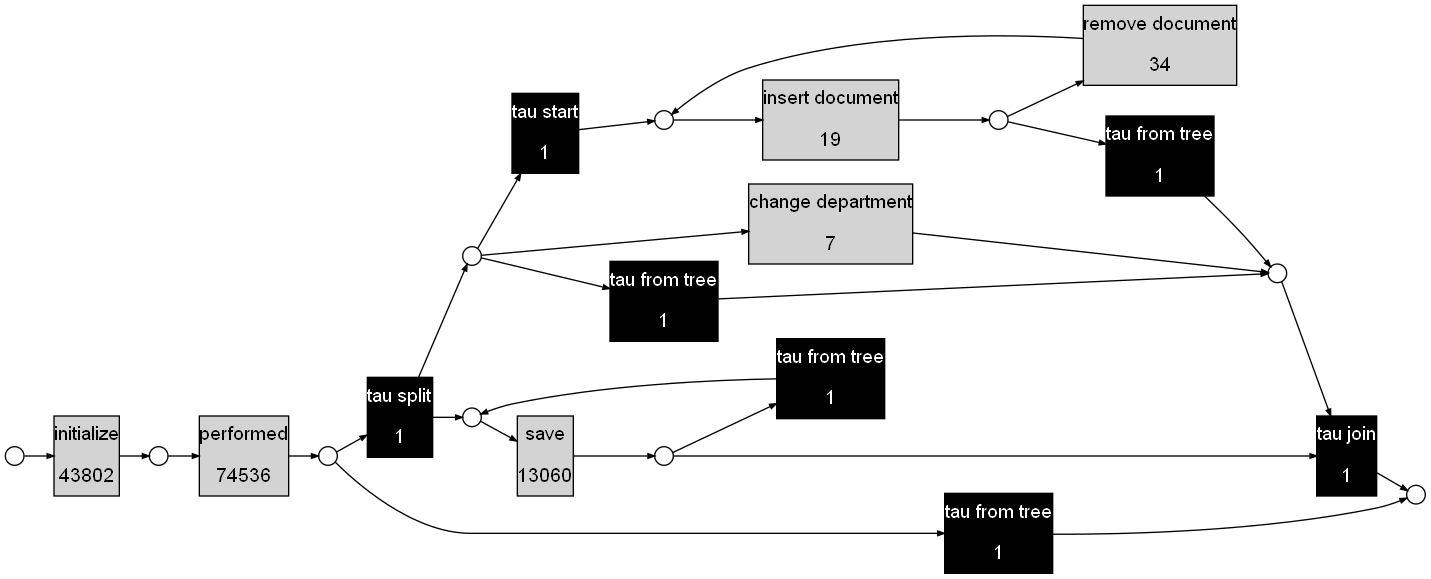 remove document
34
tau start
1
insert document
19
tau from tree
1
change department
7
tau from tree
1
tau from tree
1
tau split
1
initialize
43802
performed
74536
save
13060
tau join
1
tau from tree
1